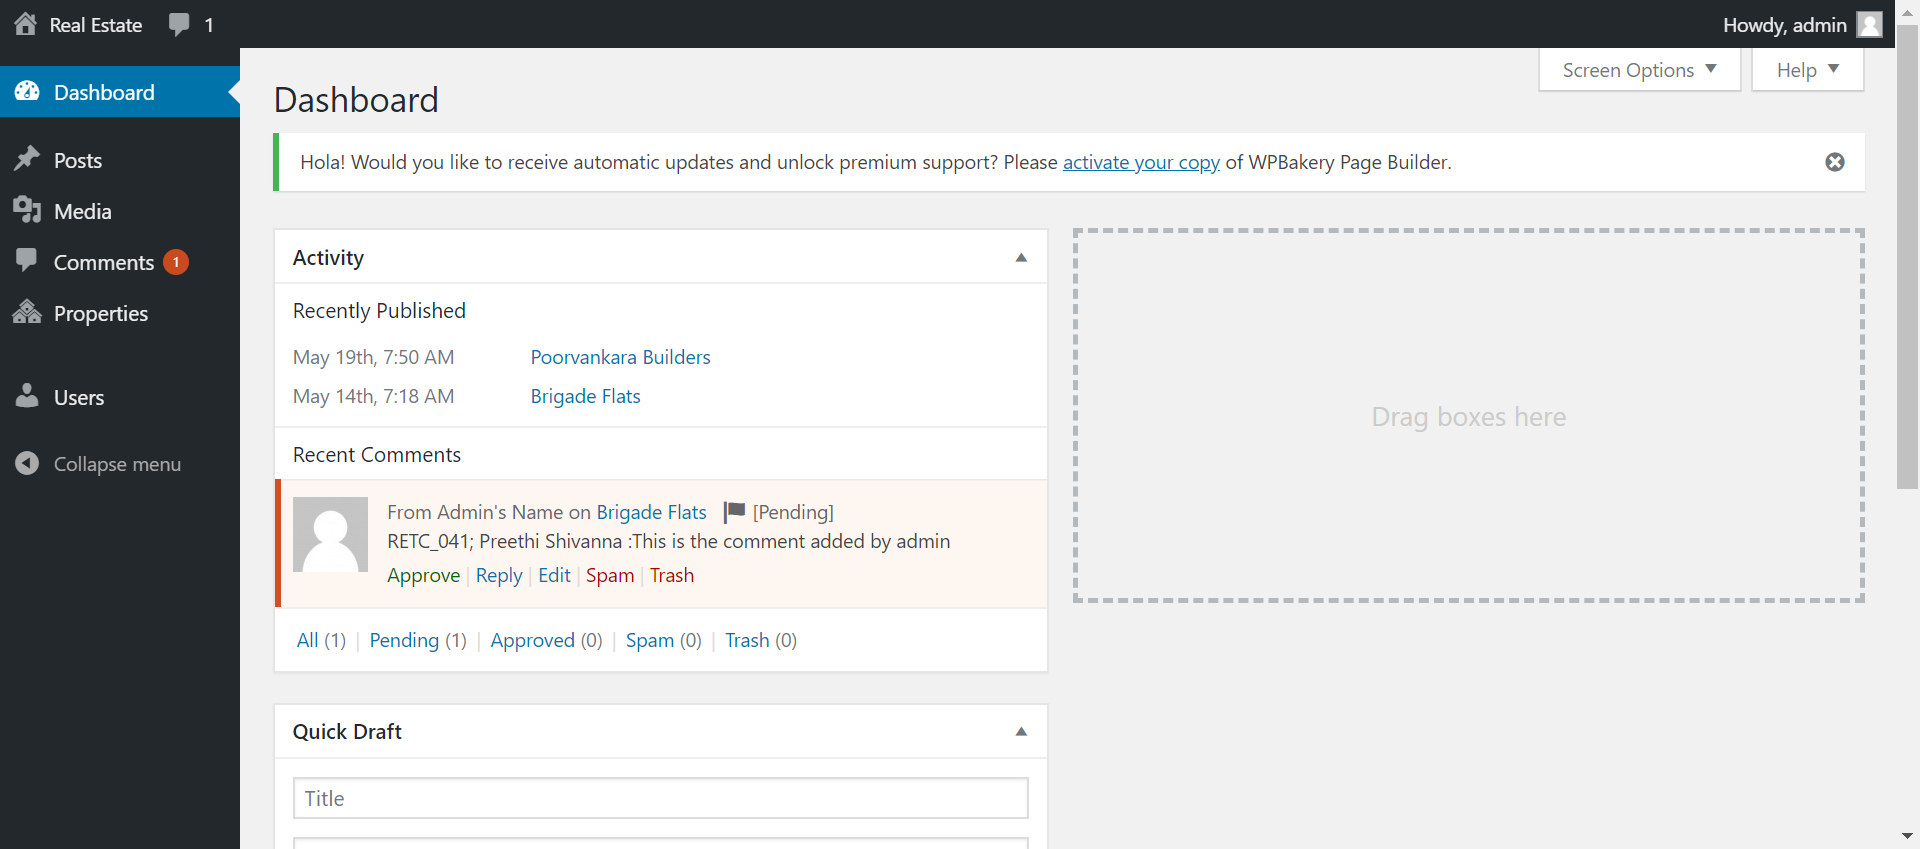 Real Estate 1 Howdy, admin
Screen Options Help
Dashboard
Posts
Media
Comments 1
Properties
Users
Collapse menu
Dashboard
Hola! Would you like to receive automatic updates and unlock premium support? Please activate your copy of WPBakery Page Builder.
Activity
Recently Published
May 19th, 7:50 AM Poorvankara Builders
May 14th, 7:18 AM Brigade Flats
Recent Comments
From Admin's Name on Brigade Flats [Pending]
RETC_041; Preethi Shivanna :This is the comment added by admin
Approve | Reply | Edit | Spam | Trash
All (1) | Pending (1) | Approved (0) | Spam (0) | Trash (0)
Quick Draft
Title
Drag boxes here